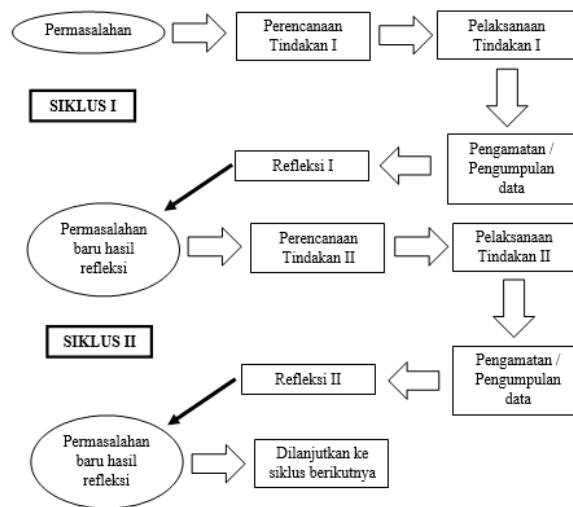 Permasalahan
Perencanaan
Tindakan I
Pelaksanaan
Tindakan I
SIKLUS I
Pengamatan /
Pengumpulan
data
Refleksi I
Permasalahan
baru hasil
refleksi
Perencanaan
Tindakan II
Pelaksanaan
Tindakan II
SIKLUS II
Pengamatan /
Pengumpulan
data
Refleksi II
Permasalahan
baru hasil
refleksi
Dilanjutkan ke
siklus berikutnya